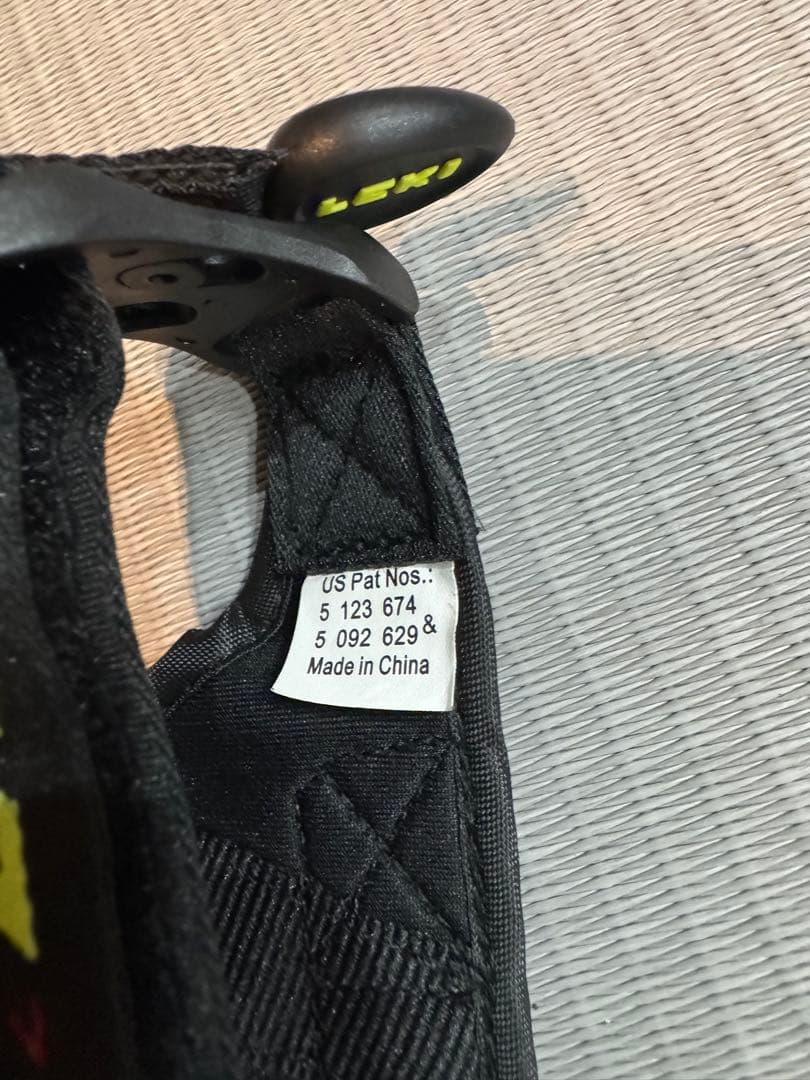 LEKI
US Pat Nos.:
5 123 674
5 092 629 &
Made in China